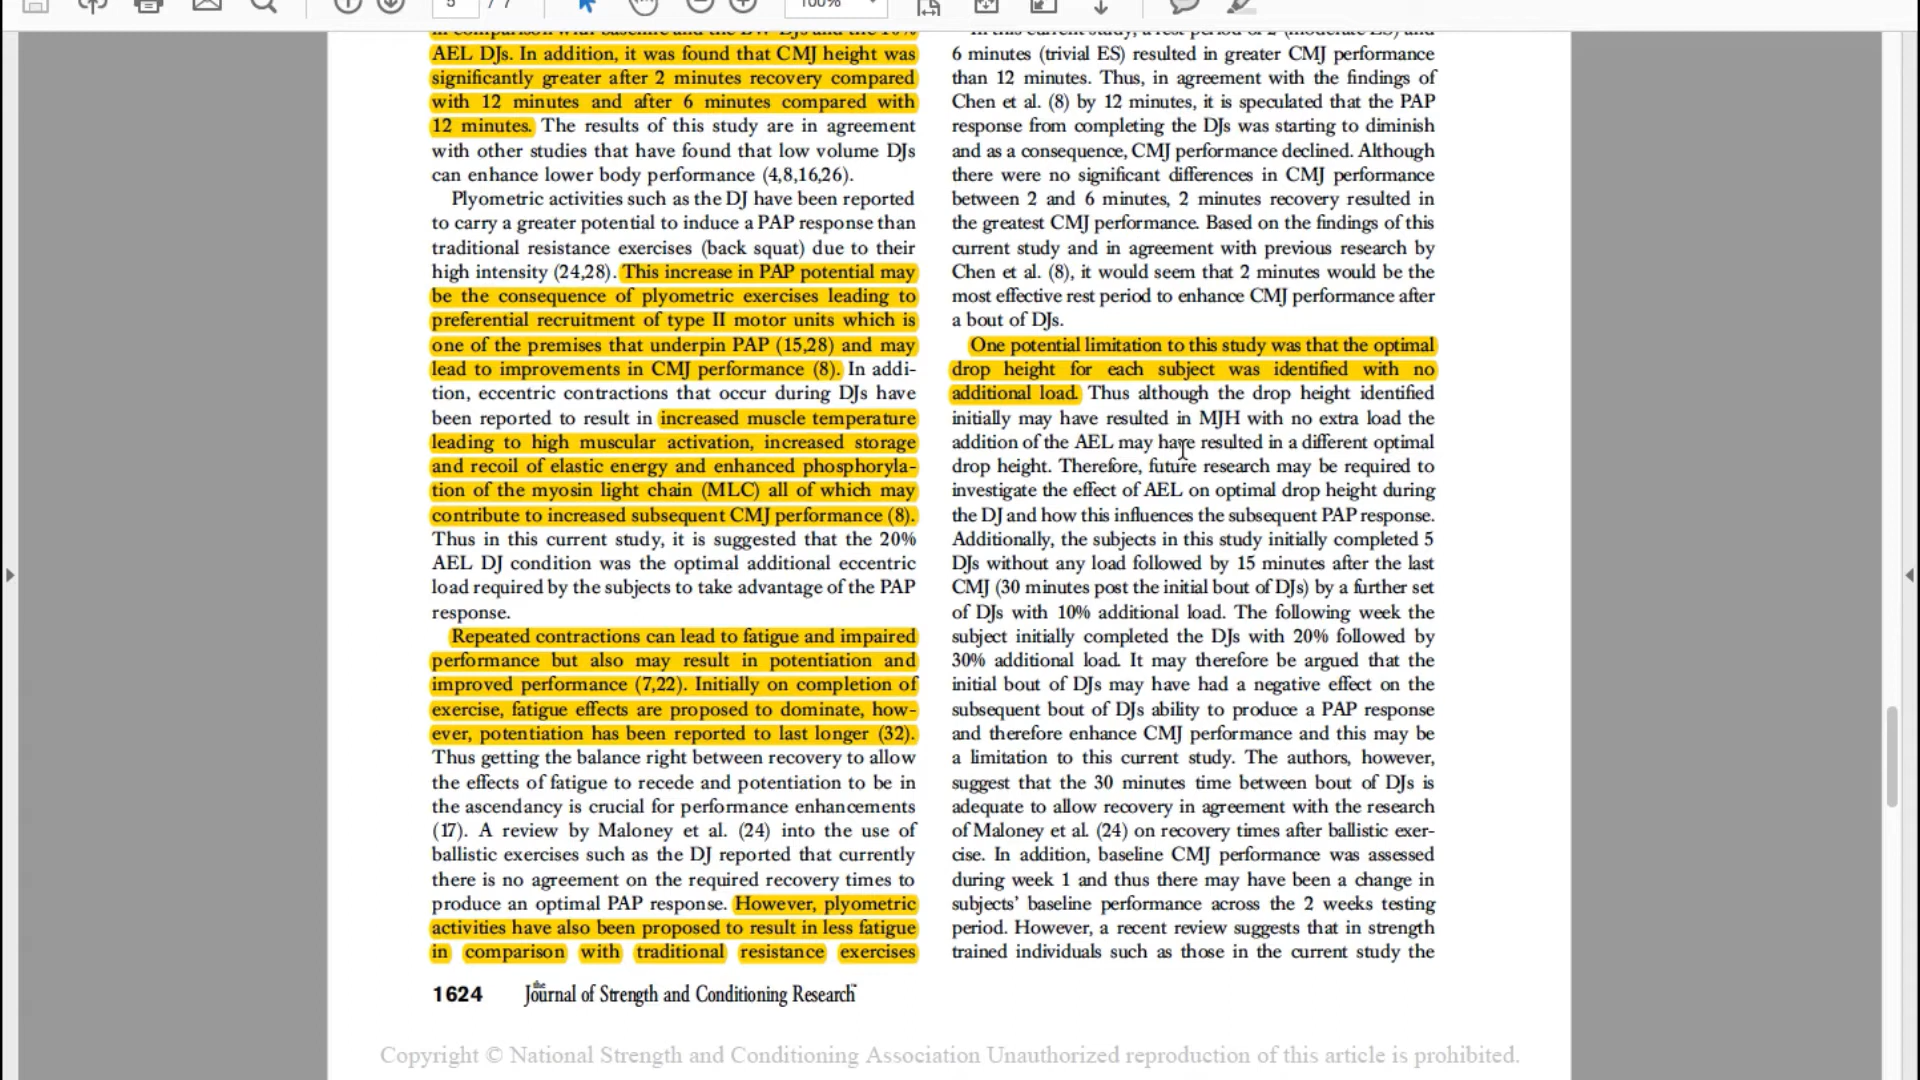 5 / 7
100%
in comparison with baseline and the BW DJs and the 10%
AEL DJs. In addition, it was found that CMJ height was
significantly greater after 2 minutes recovery compared
with 12 minutes and after 6 minutes compared with
12 minutes. The results of this study are in agreement
with other studies that have found that low volume DJs
can enhance lower body performance (4,8,16,26).
Plyometric activities such as the DJ have been reported
to carry a greater potential to induce a PAP response than
traditional resistance exercises (back squat) due to their
high intensity (24,28). This increase in PAP potential may
be the consequence of plyometric exercises leading to
preferential recruitment of type II motor units which is
one of the premises that underpin PAP (15,28) and may
lead to improvements in CMJ performance (8). In addi-
tion, eccentric contractions that occur during DJs have
been reported to result in increased muscle temperature
leading to high muscular activation, increased storage
and recoil of elastic energy and enhanced phosphoryla-
tion of the myosin light chain (MLC) all of which may
contribute to increased subsequent CMJ performance (8).
Thus in this current study, it is suggested that the 20%
AEL DJ condition was the optimal additional eccentric
load required by the subjects to take advantage of the PAP
response.
Repeated contractions can lead to fatigue and impaired
performance but also may result in potentiation and
improved performance (7,22). Initially on completion of
exercise, fatigue effects are proposed to dominate, how-
ever, potentiation has been reported to last longer (32).
Thus getting the balance right between recovery to allow
the effects of fatigue to recede and potentiation to be in
the ascendancy is crucial for performance enhancements
(17). A review by Maloney et al. (24) into the use of
ballistic exercises such as the DJ reported that currently
there is no agreement on the required recovery times to
produce an optimal PAP response. However, plyometric
activities have also been proposed to result in less fatigue
in comparison with traditional resistance exercises
In this current study, a rest period of 2 (moderate ES) and
6 minutes (trivial ES) resulted in greater CMJ performance
than 12 minutes. Thus, in agreement with the findings of
Chen et al. (8) by 12 minutes, it is speculated that the PAP
response from completing the DJs was starting to diminish
and as a consequence, CMJ performance declined. Although
there were no significant differences in CMJ performance
between 2 and 6 minutes, 2 minutes recovery resulted in
the greatest CMJ performance. Based on the findings of this
current study and in agreement with previous research by
Chen et al. (8), it would seem that 2 minutes would be the
most effective rest period to enhance CMJ performance after
a bout of DJs.
One potential limitation to this study was that the optimal
drop height for each subject was identified with no
additional load. Thus although the drop height identified
initially may have resulted in MJH with no extra load the
addition of the AEL may have resulted in a different optimal
drop height. Therefore, future research may be required to
investigate the effect of AEL on optimal drop height during
the DJ and how this influences the subsequent PAP response.
Additionally, the subjects in this study initially completed 5
DJs without any load followed by 15 minutes after the last
CMJ (30 minutes post the initial bout of DJs) by a further set
of DJs with 10% additional load. The following week the
subject initially completed the DJs with 20% followed by
30% additional load. It may therefore be argued that the
initial bout of DJs may have had a negative effect on the
subsequent bout of DJs ability to produce a PAP response
and therefore enhance CMJ performance and this may be
a limitation to this current study. The authors, however,
suggest that the 30 minutes time between bout of DJs is
adequate to allow recovery in agreement with the research
of Maloney et al. (24) on recovery times after ballistic exer-
cise. In addition, baseline CMJ performance was assessed
during week 1 and thus there may have been a change in
subjects' baseline performance across the 2 weeks testing
period. However, a recent review suggests that in strength
trained individuals such as those in the current study the
1624 the Journal of Strength and Conditioning Research™
Copyright © National Strength and Conditioning Association Unauthorized reproduction of this article is prohibited.